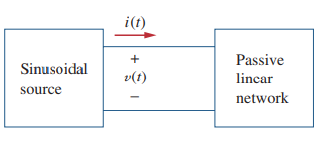 i(t)
+
Sinusoidal
source
v(t)
−
Passive
linear
network